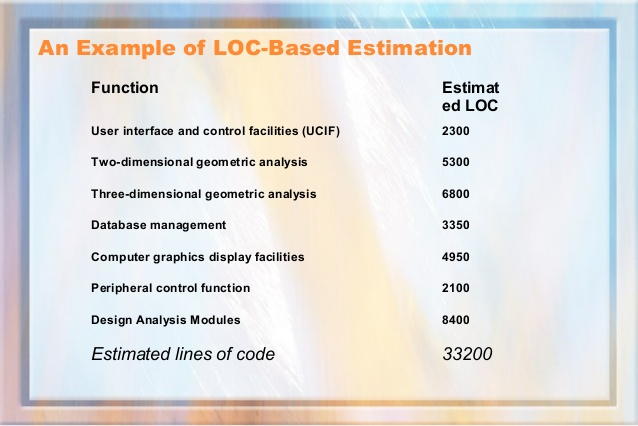 An Example of LOC-Based Estimation
Function Estimat
ed LOC
User interface and control facilities (UCIF) 2300
Two-dimensional geometric analysis 5300
Three-dimensional geometric analysis 6800
Database management 3350
Computer graphics display facilities 4950
Peripheral control function 2100
Design Analysis Modules 8400
Estimated lines of code 33200